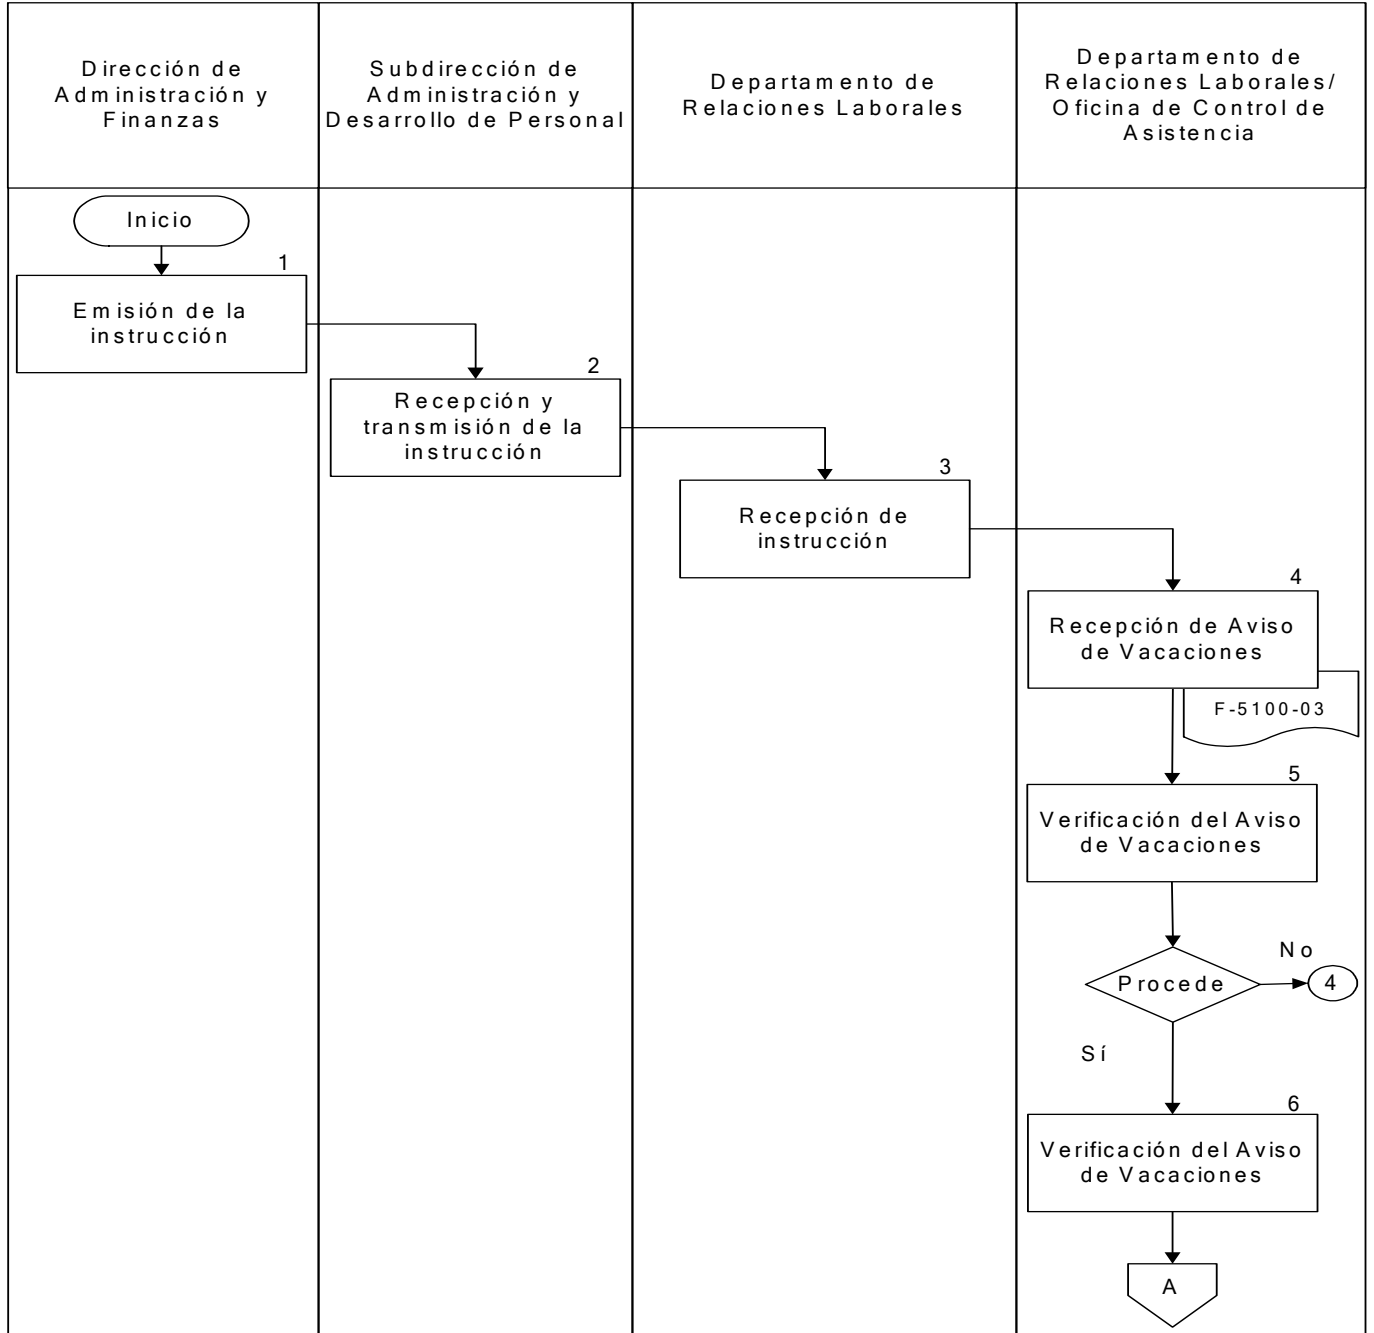 Dirección de
Administración y
Finanzas
Subdirección de
Administración y
Desarrollo de Personal
Departamento de
Relaciones Laborales
Departamento de
Relaciones Laborales/
Oficina de Control de
Asistencia
Inicio
1
Emisión de la
instrucción
2
Recepción y
transmisión de la
instrucción
3
Recepción de
instrucción
4
Recepción de Aviso
de Vacaciones
F-5100-03
5
Verificación del Aviso
de Vacaciones
Procede
No
4
Sí
6
Verificación del Aviso
de Vacaciones
A